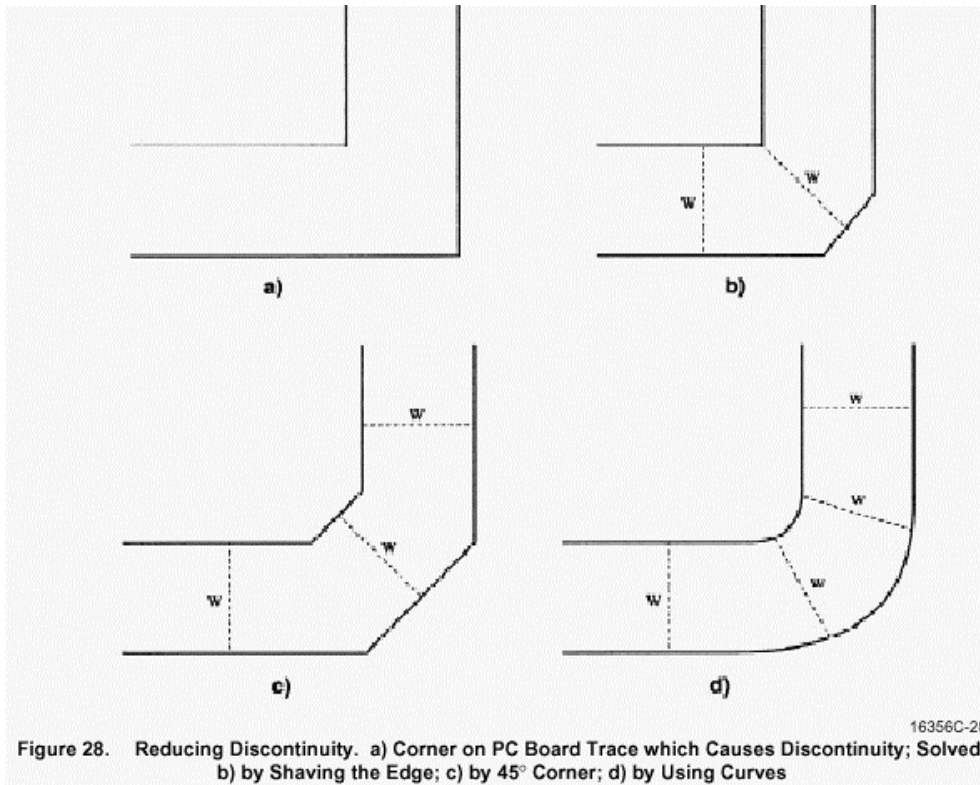 a)
W
W
b)
W
W
W
c)
W
W
W
W
d)
16356C-2
Figure 28. Reducing Discontinuity. a) Corner on PC Board Trace which Causes Discontinuity; Solved
b) by Shaving the Edge; c) by 45° Corner; d) by Using Curves